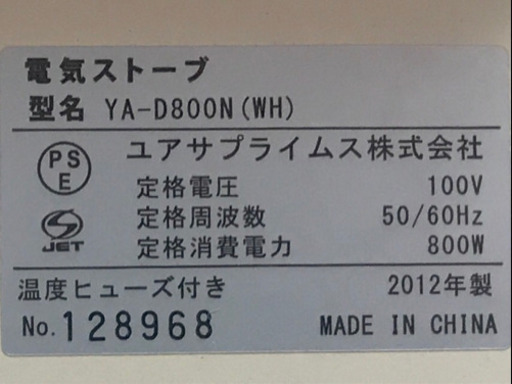 電気ストーブ
型名 YA-D800N(WH)
PS E ユアサプライムス株式会社
定格電圧 100V
定格周波数 50/60Hz
JET 定格消費電力 800W
温度ヒューズ付き 2012年製
No.128968 MADE IN CHINA